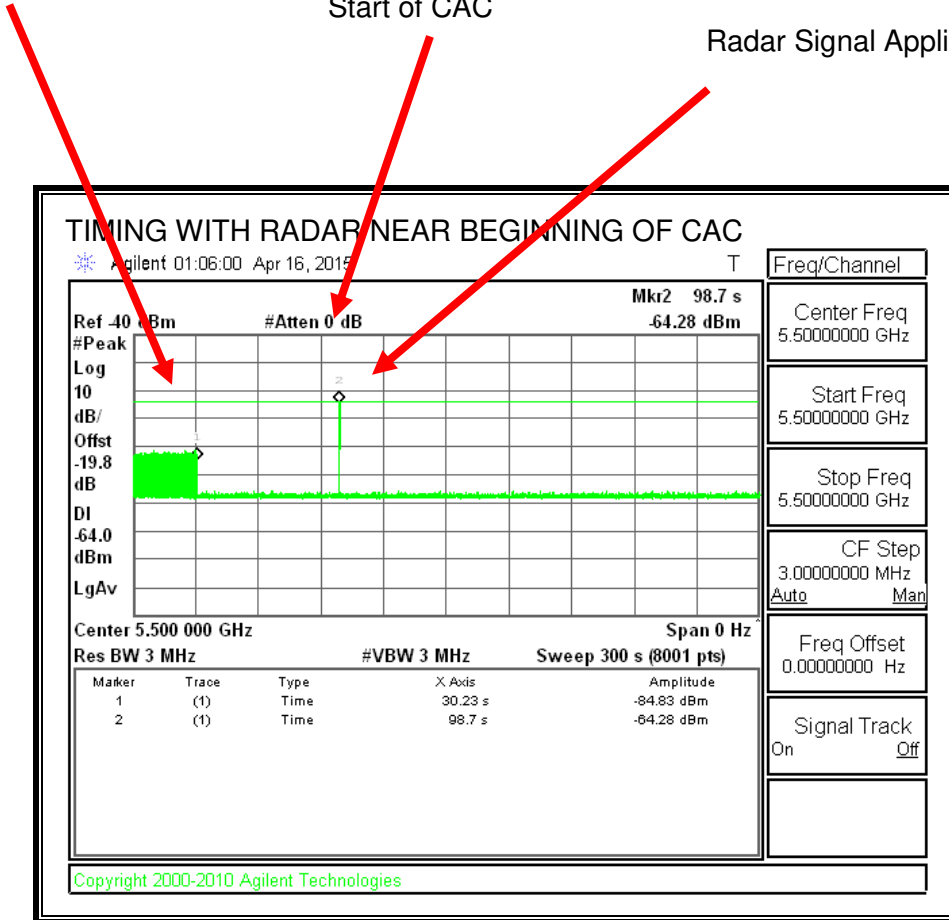 Start of CAC
Radar Signal Appli
TIMING WITH RADAR NEAR BEGINNING OF CAC
Agilent 01:06:00 Apr 16, 2015 T
Freq/Channel
Mkr2 98.7 s
Ref -40 dBm #Atten 0 dB -64.28 dBm
#Peak
Log
10
dB/
Offst
-19.8
dB
DI
-64.0
dBm
LgAv
2
1
Center 5.500 000 GHz Span 0 Hz
Res BW 3 MHz #VBW 3 MHz Sweep 300 s (8001 pts)
Marker Trace Type X Axis Amplitude
1 (1) Time 30.23 s -84.83 dBm
2 (1) Time 98.7 s -64.28 dBm
Center Freq
5.50000000 GHz
Start Freq
5.50000000 GHz
Stop Freq
5.50000000 GHz
CF Step
3.00000000 MHz
Auto Man
Freq Offset
0.00000000 Hz
Signal Track
On Off
Copyright 2000-2010 Agilent Technologies